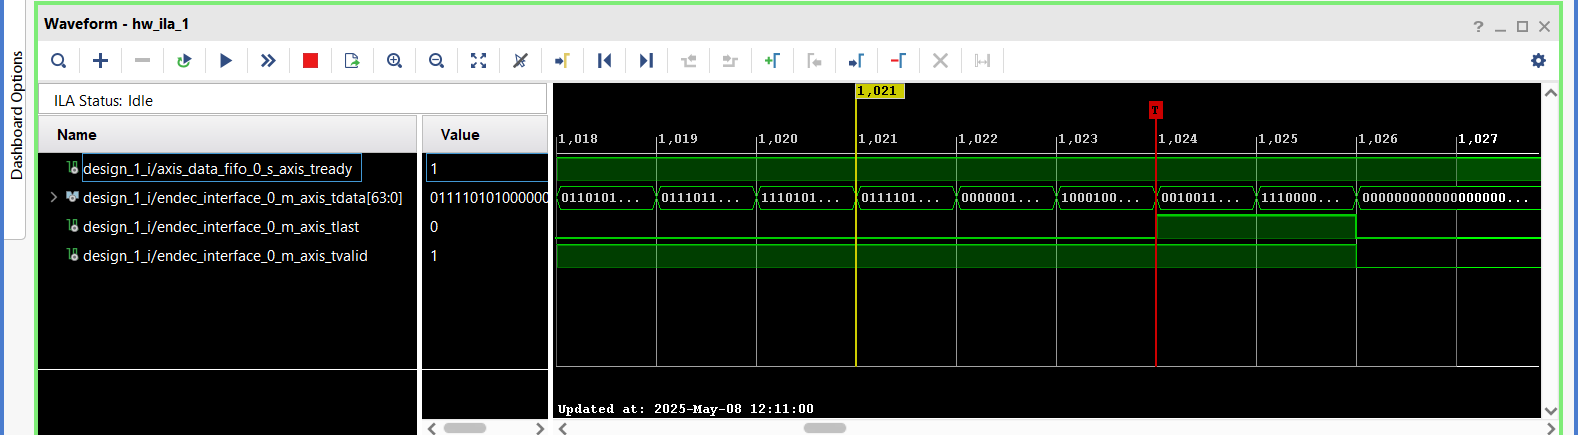 Dashboard Options
Waveform - hw_ila_1
?
ILA Status: Idle
Name Value
design_1_i/axis_data_fifo_0_s_axis_tready 1
design_1_i/endec_interface_0_m_axis_tdata[63:0] 011110101000000
design_1_i/endec_interface_0_m_axis_tlast 0
design_1_i/endec_interface_0_m_axis_tvalid 1
1,021
T
1,018 1,019 1,020 1,021 1,022 1,023 1,024 1,025 1,026 1,027
0110101... 0111011... 1110101... 0111101... 0000001... 1000100... 0010011... 1110000... 00000000000000000...
Updated at: 2025-May-08 12:11:00